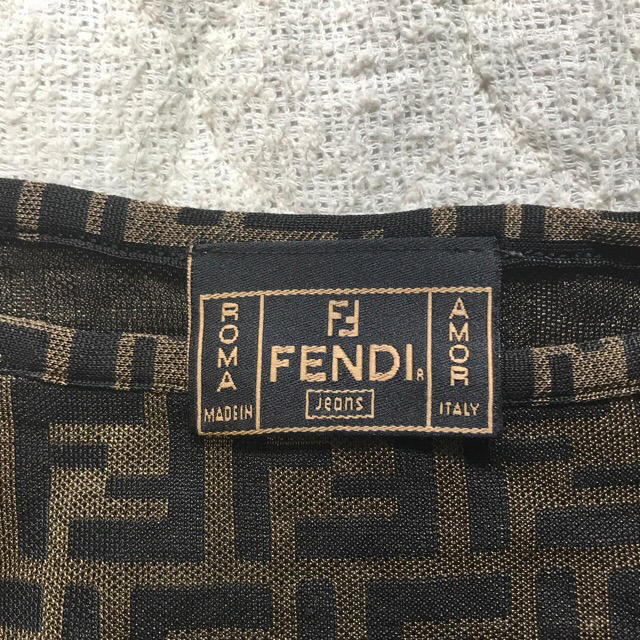 ROMA
MADE IN
FF
FENDI®
Jeans
AMOR
ITALY